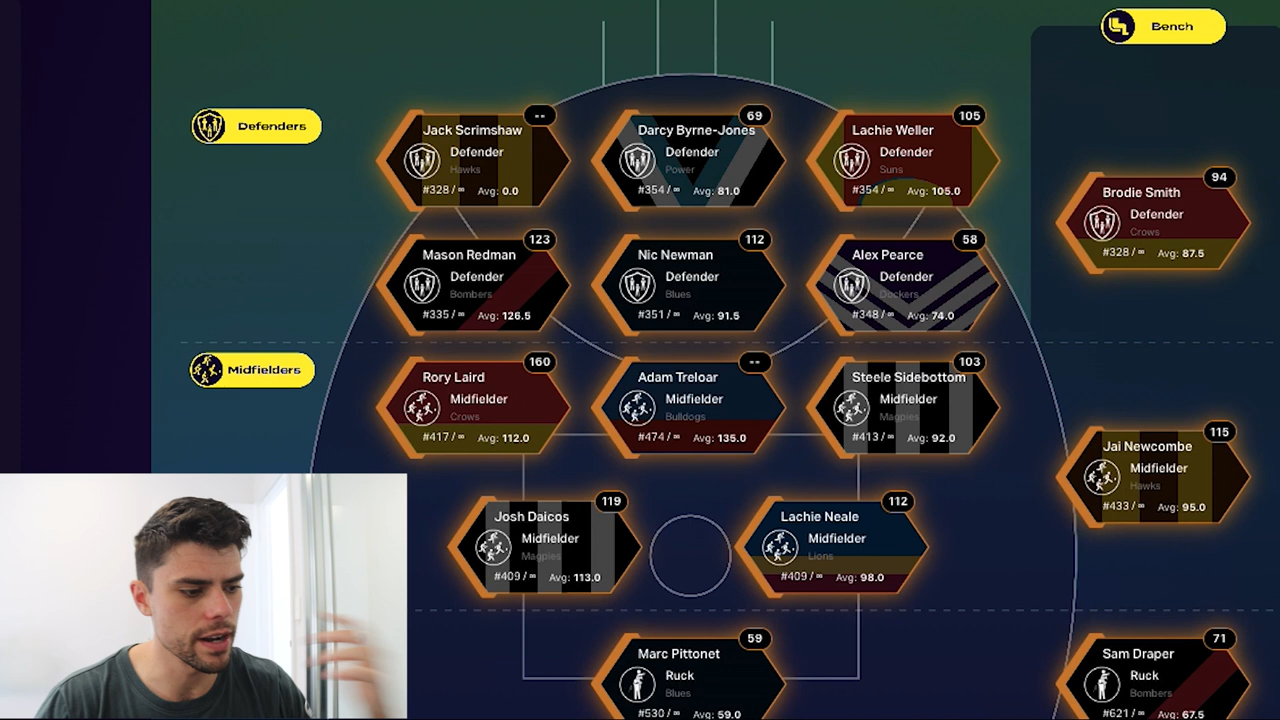 Bench
Defenders
--
Jack Scrimshaw
Defender
Hawks
#328 / ∞ Avg: 0.0
69
Darcy Byrne-Jones
Defender
Power
#354 / ∞ Avg: 81.0
105
Lachie Weller
Defender
Suns
#354 / ∞ Avg: 105.0
94
Brodie Smith
Defender
Crows
#328 / ∞ Avg: 87.5
123
Mason Redman
Defender
Bombers
#335 / ∞ Avg: 126.5
112
Nic Newman
Defender
Blues
#351 / ∞ Avg: 91.5
58
Alex Pearce
Defender
Dockers
#348 / ∞ Avg: 74.0
Midfielders
160
Rory Laird
Midfielder
Crows
#417 / ∞ Avg: 112.0
--
Adam Treloar
Midfielder
Bulldogs
#474 / ∞ Avg: 135.0
103
Steele Sidebottom
Midfielder
Magpies
#413 / ∞ Avg: 92.0
115
Jai Newcombe
Midfielder
Hawks
#433 / ∞ Avg: 95.0
119
Josh Daicos
Midfielder
Magpies
#409 / ∞ Avg: 113.0
112
Lachie Neale
Midfielder
Lions
#409 / ∞ Avg: 98.0
59
Marc Pittonet
Ruck
Blues
#530 / ∞ Avg: 59.0
71
Sam Draper
Ruck
Bombers
#621 / ∞ Avg: 67.5